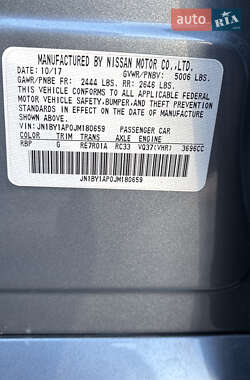 AUTO RIA
MANUFACTURED BY NISSAN MOTOR CO.,LTD.
DATE:10/17 GVWR/PNBV: 5006 LBS.
GAWR/PNBE FR: 2444 LBS. RR: 2646 LBS.
THIS VEHICLE CONFORMS TO ALL APPLICABLE FEDERAL
MOTOR VEHICLE SAFETY,BUMPER,AND THEFT PREVENTION
STANDARDS IN EFFECT ON THE DATE OF MANUFACTURE
SHOWN ABOVE.
VIN: JN1BY1AP0JM180659 PASSENGER CAR
COLOR TRIM TRANS AXLE ENGINE
RBP G RE7R01A RC33 VQ37(VHR) 3696CC
JN1BY1AP0JM180659